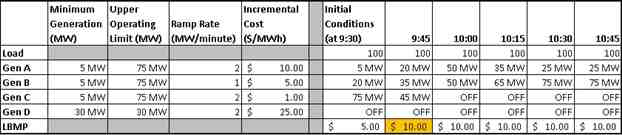 Minimum Generation (MW) Upper Operating Limit (MW) Ramp Rate (MW/minute) Incremental Cost ($/MWh) Initial Conditions (at 9:30) 9:45 10:00 10:15 10:30 10:45
Load 100 100 100 100 100 100
Gen A 5 MW 75 MW 2 $ 10.00 5 MW 20 MW 50 MW 35 MW 25 MW 25 MW
Gen B 5 MW 75 MW 1 $ 5.00 20 MW 35 MW 50 MW 65 MW 75 MW 75 MW
Gen C 5 MW 75 MW 2 $ 1.00 75 MW 45 MW OFF OFF OFF OFF
Gen D 30 MW 30 MW 2 $ 25.00 OFF OFF OFF OFF OFF OFF
LBMP $ 5.00 $ 10.00 $ 10.00 $ 10.00 $ 10.00 $ 10.00